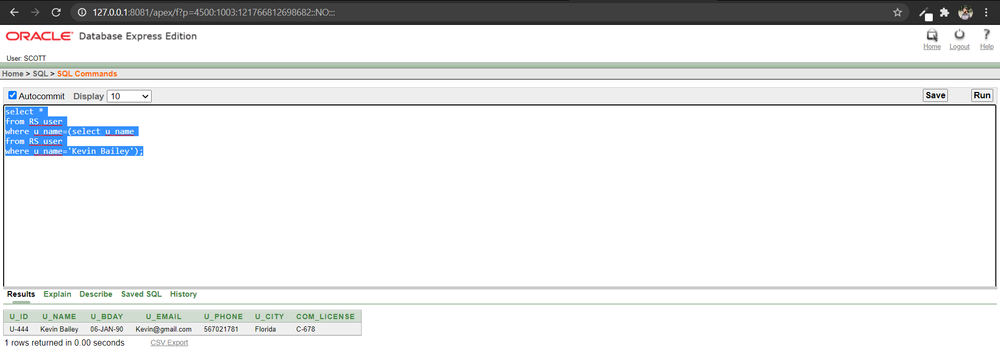 127.0.0.1:8081/apex/f?p=4500:1003:121766812698682::NO:::
ORACLE Database Express Edition
Home Logout Help
User: SCOTT
Home > SQL > SQL Commands
Autocommit Display 10 Save Run
select *
from RS_user
where u_name=(select u_name
from RS_user
where u_name='Kevin Bailey');
Results Explain Describe Saved SQL History
U_ID U_NAME U_BDAY U_EMAIL U_PHONE U_CITY COM_LICENSE
U-444 Kevin Bailey 06-JAN-90 Kevin@gmail.com 567021781 Florida C-678
1 rows returned in 0.00 seconds CSV Export